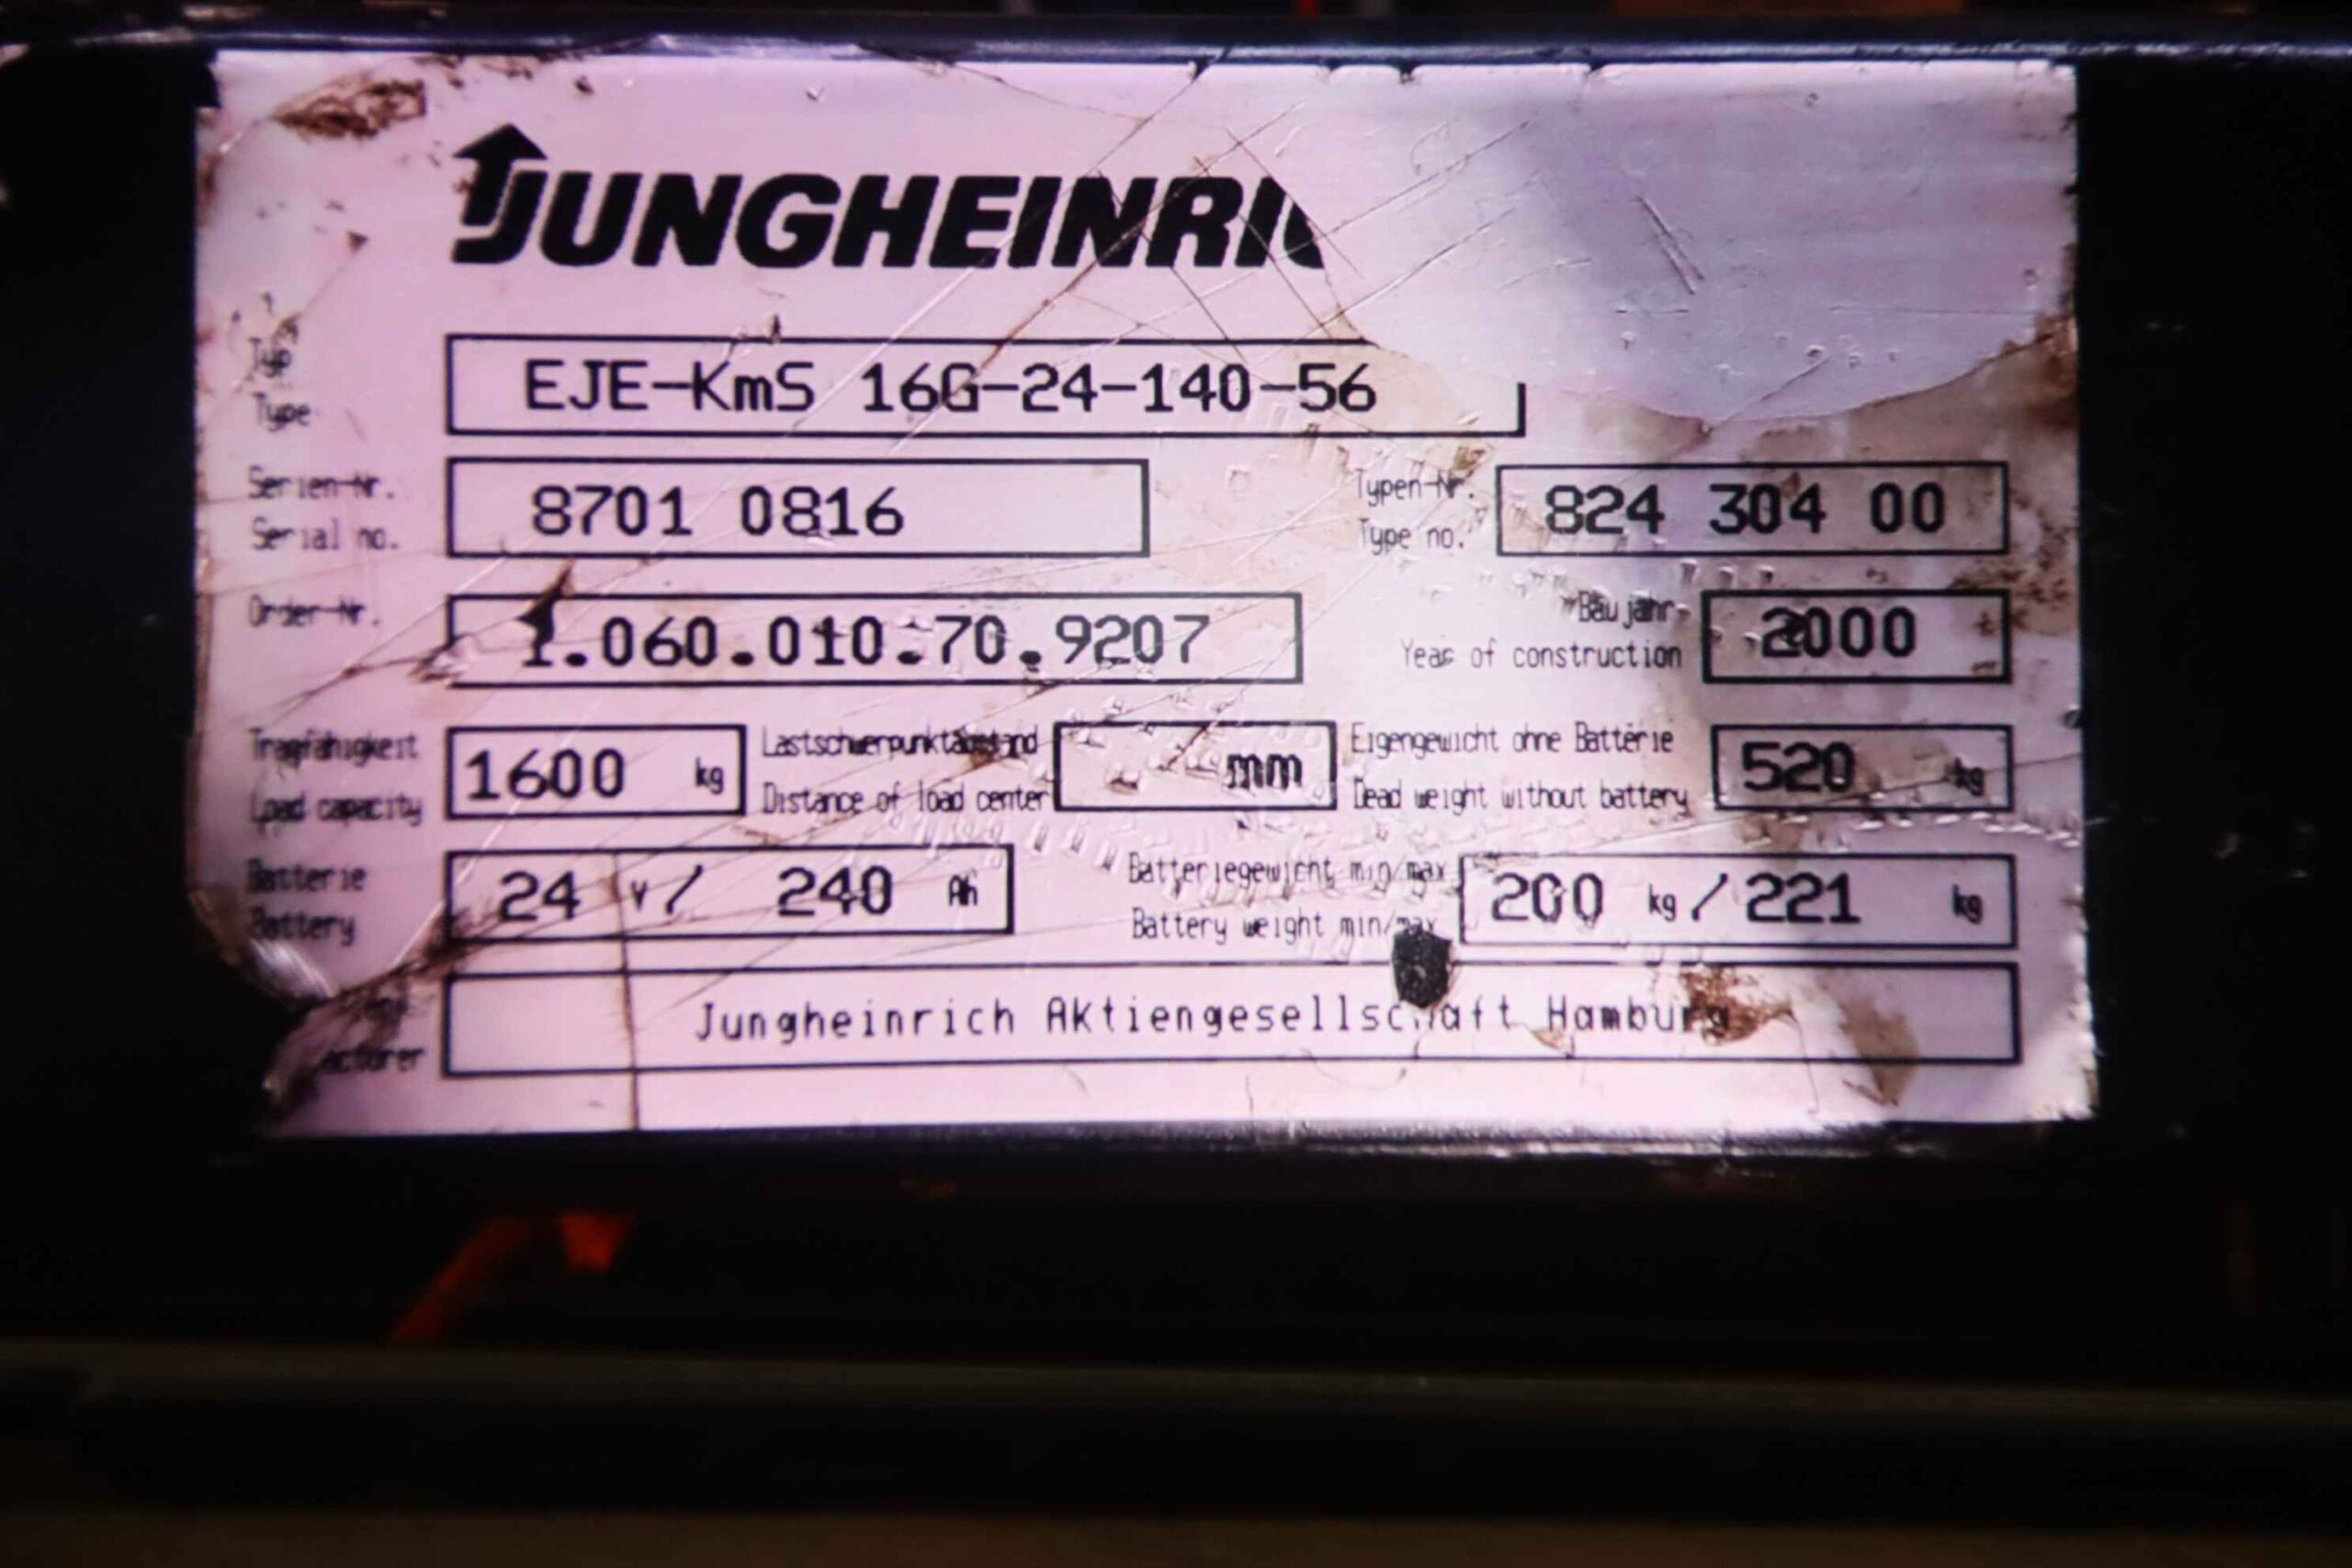 JUNGHEINRIC
Typ
Type
EJE-KmS 16G-24-140-56
Serien-Nr.
Serial no.
8701 0816
Typen-Nr.
Type no.
824 304 00
Order-Nr.
1.060.010.70.9207
Baujahr
Year of construction
2000
Tragfähigkeit
Load capacity
1600 kg
Lastschwerpunktabstand
Distance of load center
mm
Eigengewicht ohne Batterie
Dead weight without battery
520 kg
Batterie
Battery
24 V / 240 Ah
Batteriegewicht min/max
Battery weight min/max
200 kg / 221 kg
Jungheinrich Aktiengesellschaft Hamburg